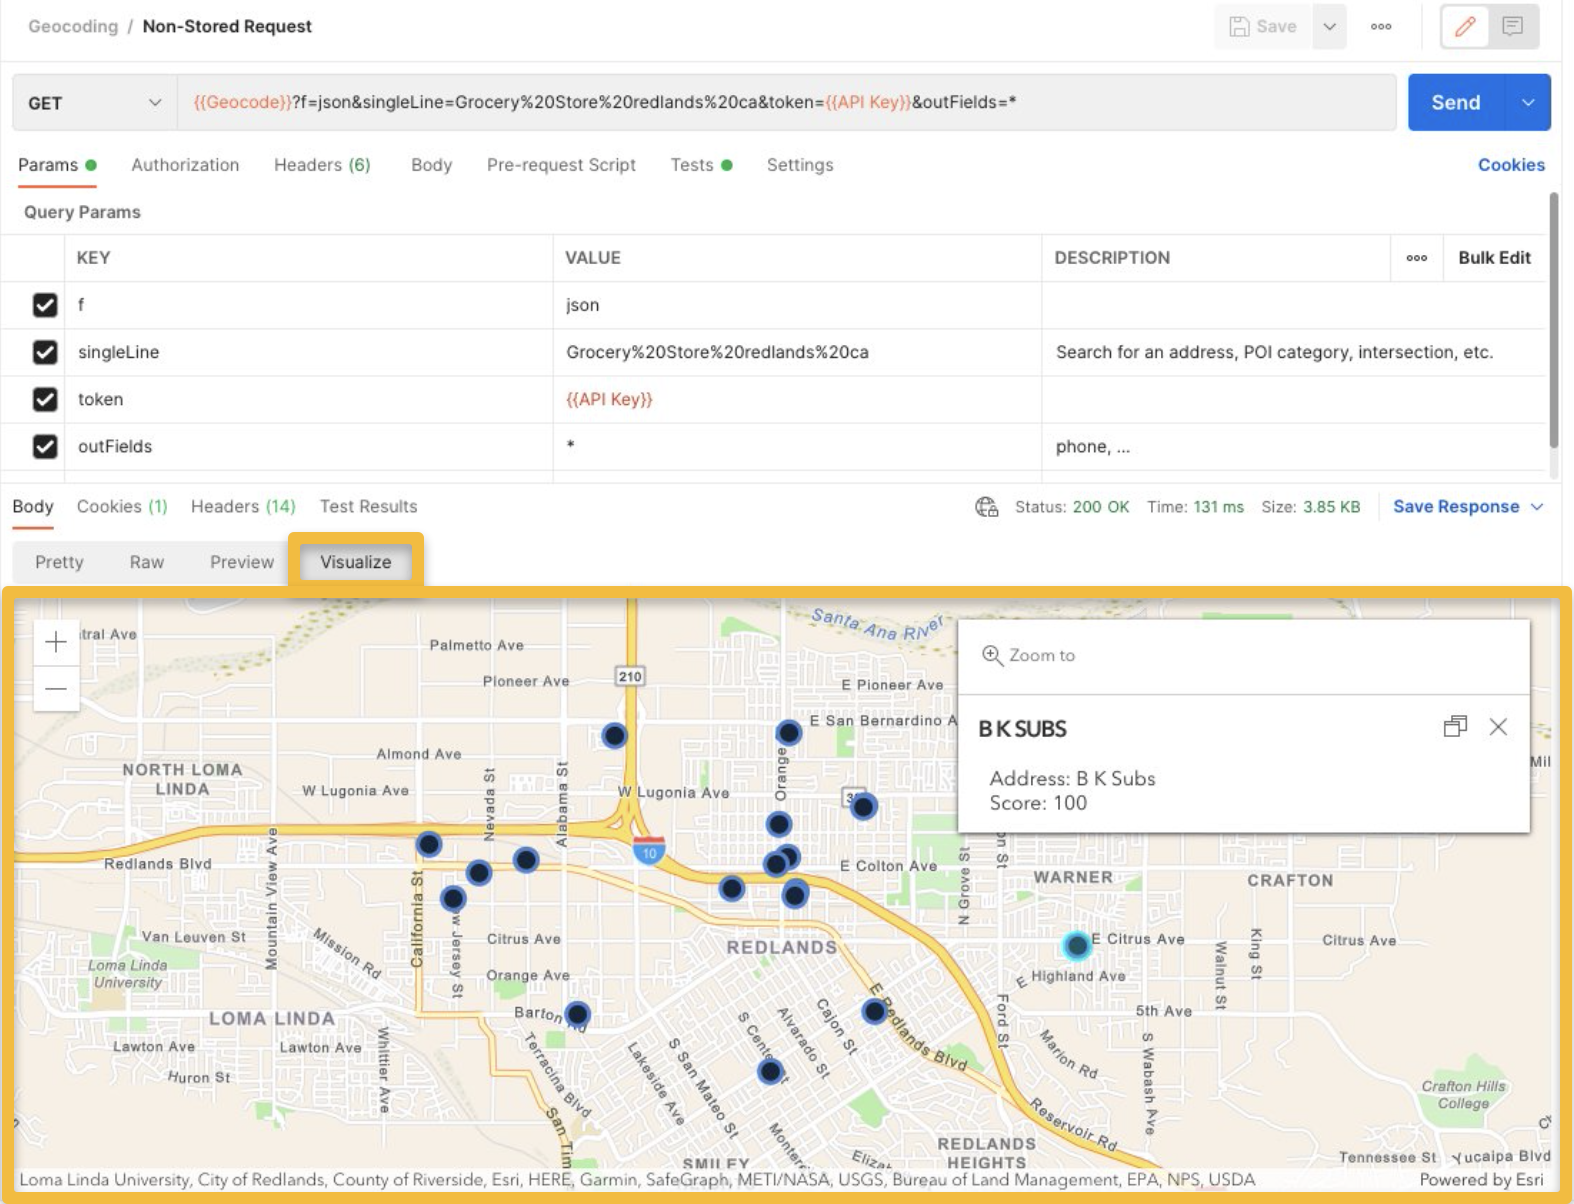 Geocoding / Non-Stored Request
Save
GET
{{Geocode}}?f=json&singleLine=Grocery%20Store%20redlands%20ca&token={{API Key}}&outFields=*
Send
Params
Authorization
Headers (6)
Body
Pre-request Script
Tests
Settings
Cookies
Query Params
KEY
VALUE
DESCRIPTION
Bulk Edit
f
json
singleLine
Grocery%20Store%20redlands%20ca
Search for an address, POI category, intersection, etc.
token
{{API Key}}
outFields
*
phone, ...
Body
Cookies (1)
Headers (14)
Test Results
Status: 200 OK
Time: 131 ms
Size: 3.85 KB
Save Response
Pretty
Raw
Preview
Visualize
Santa Ana River
tral Ave
Palmetto Ave
Pioneer Ave
210
E Pioneer Ave
Zoom to
E San Bernardino A
B K SUBS
Address: B K Subs
Score: 100
Almond Ave
NORTH LOMA
LINDA
W Lugonia Ave
Nevada St
Alabama St
W Lugonia Ave
Orange
Mil
Redlands Blvd
Mountain View Ave
10
E Colton Ave
N Grove St
on St
WARNER
CRAFTON
California St
w Jersey St
Van Leuven St
Mission Rd
Citrus Ave
REDLANDS
E Citrus Ave
Walnut St
King St
Citrus Ave
Loma Linda
University
Orange Ave
E Highland Ave
LOMA LINDA
Barton
E Redlands Blvd
Cajon St
Alvarado St
Ford St
5th Ave
Lawton Ave
Lawton Ave
Whittier Ave
Terracina Blvd
Lakeside Ave
S San Mateo St
Marion Rd
S Wabash Ave
Huron St
Crafton Hills
College
San Tim
Reservoir Rd
REDLANDS
HEIGHTS
SMILEY
Tennessee St
Yucaipa Blvd
Loma Linda University, City of Redlands, County of Riverside, Esri, HERE, Garmin, SafeGraph, METI/NASA, USGS, Bureau of Land Management, EPA, NPS, USDA
Powered by Esri